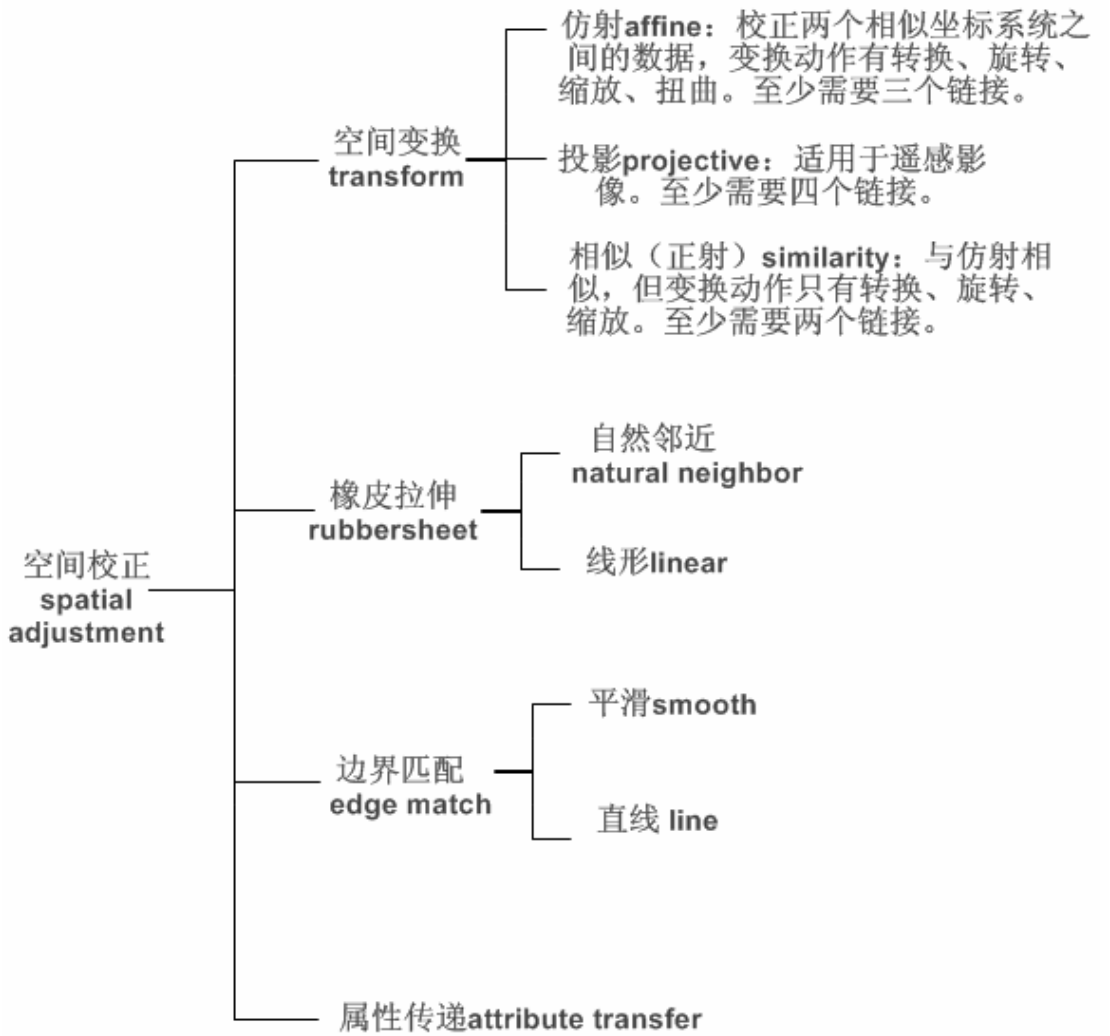 仿射affine：校正两个相似坐标系统之
间的数据，变换动作有转换、旋转、
缩放、扭曲。至少需要三个链接。
空间变换
transform
投影projective：适用于遥感影
像。至少需要四个链接。
相似（正射）similarity：与仿射相
似，但变换动作只有转换、旋转、
缩放。至少需要两个链接。
自然邻近
natural neighbor
橡皮拉伸
rubbersheet
线形linear
空间校正
spatial
adjustment
平滑smooth
边界匹配
edge match
直线 line
属性传递attribute transfer